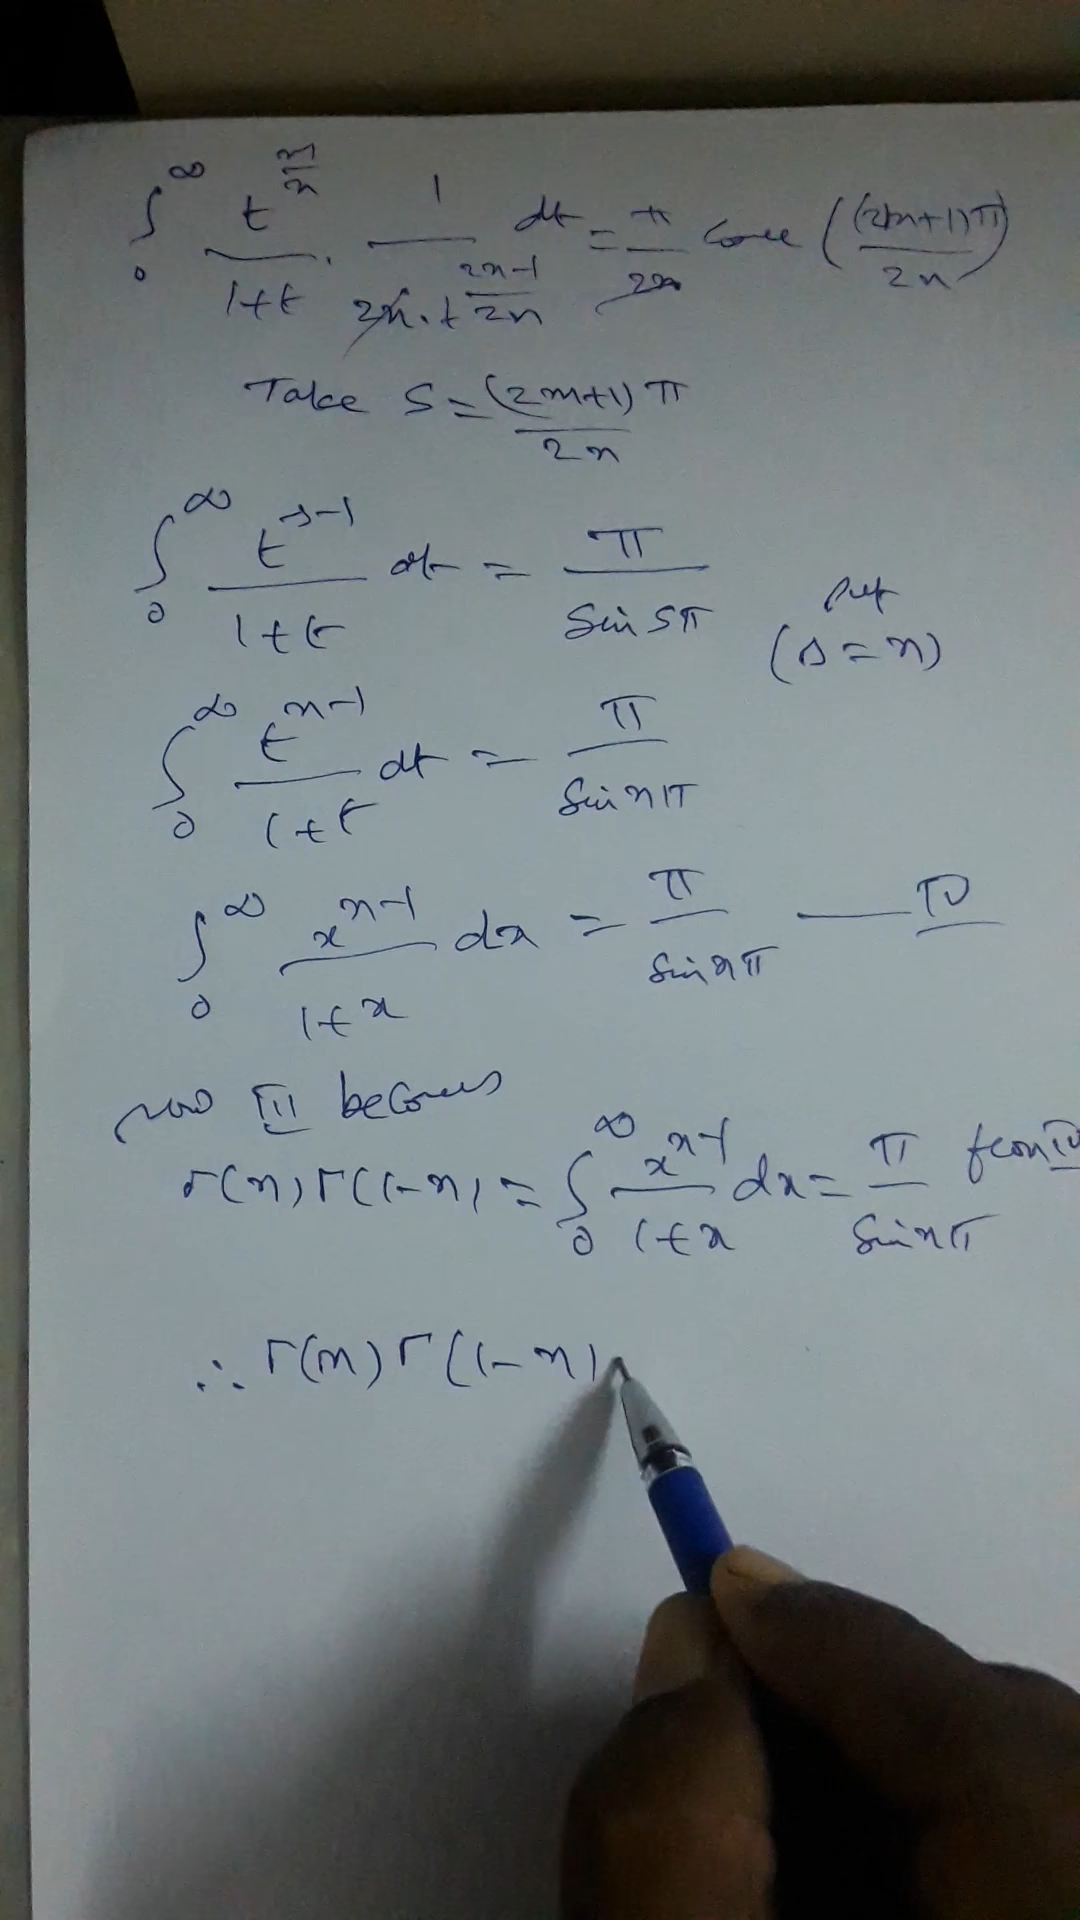 ∫₀^∞ t^(m/n)/(1+t) · 1/(2n · t^((2n-1)/2n)) dt = π/2n cosec ((2m+1)π/2n)
Take S = (2m+1)π/2n
∫₀^∞ t^(s-1)/(1+t) dt = π/Sin sπ
Put (s=n)
∫₀^∞ t^(n-1)/(1+t) dt = π/Sin nπ
∫₀^∞ x^(n-1)/(1+x) dx = π/Sin nπ — IV
now III becomes
Γ(n) Γ(1-n) = ∫₀^∞ x^(n-1)/(1+x) dx = π/Sin nπ from IV
∴ Γ(n) Γ(1-n)